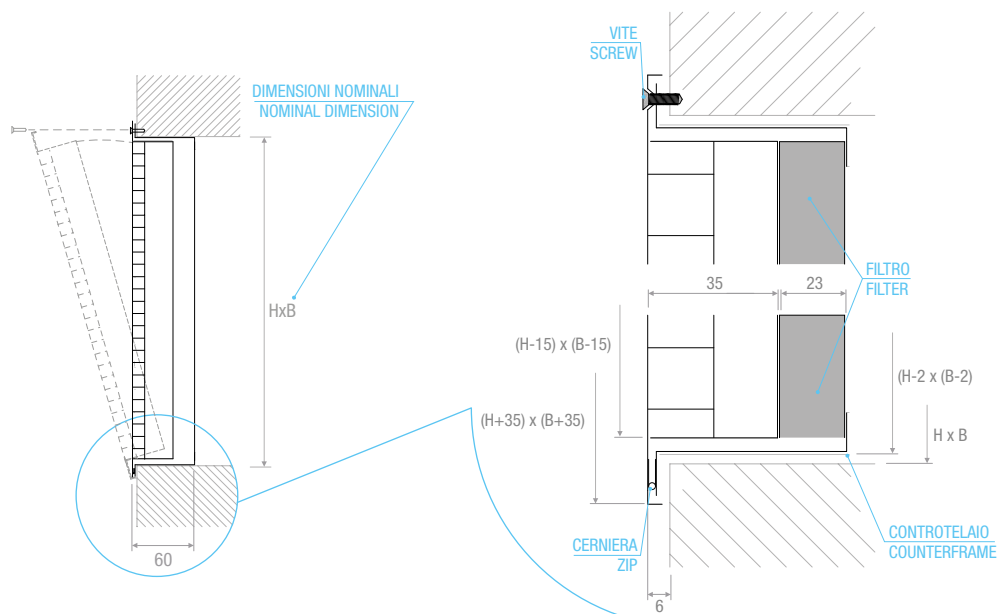 DIMENSIONI NOMINALI
NOMINAL DIMENSION
HxB
60
VITE
SCREW
FILTRO
FILTER
35
23
(H-15) x (B-15)
(H-2 x (B-2)
(H+35) x (B+35)
H x B
CERNIERA
ZIP
CONTROTELAIO
COUNTERFRAME
6